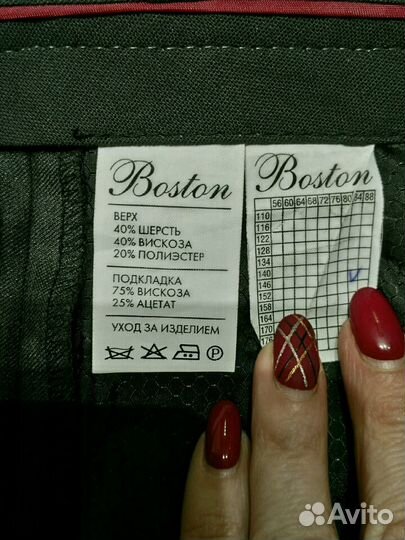 Boston
ВЕРХ
40% ШЕРСТЬ
40% ВИСКОЗА
20% ПОЛИЭСТЕР
ПОДКЛАДКА
75% ВИСКОЗА
25% АЦЕТАТ
УХОД ЗА ИЗДЕЛИЕМ
P
Boston
56 60 64 68 72 76 80 84 88
110
116
122
128
134
140
146
152
158
164
170
176
Avito